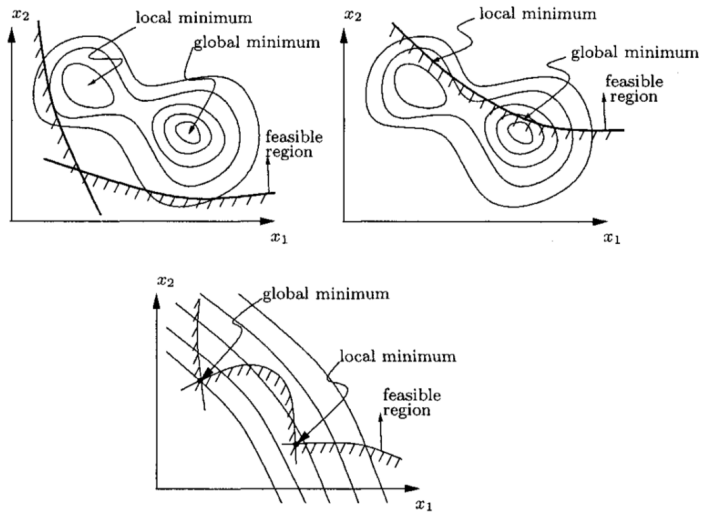 x₂
local minimum
global minimum
feasible
region
x₁
x₂
local minimum
global minimum
feasible
region
x₁
x₂
global minimum
local minimum
feasible
region
x₁